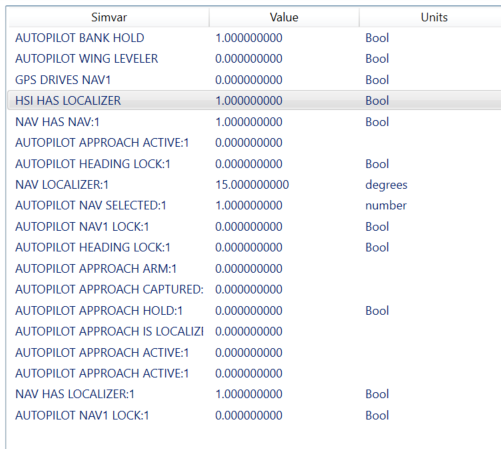 Simvar Value Units
AUTOPILOT BANK HOLD 1.000000000 Bool
AUTOPILOT WING LEVELER 0.000000000 Bool
GPS DRIVES NAV1 0.000000000 Bool
HSI HAS LOCALIZER 1.000000000 Bool
NAV HAS NAV:1 1.000000000 Bool
AUTOPILOT APPROACH ACTIVE:1 0.000000000
AUTOPILOT HEADING LOCK:1 0.000000000 Bool
NAV LOCALIZER:1 15.000000000 degrees
AUTOPILOT NAV SELECTED:1 1.000000000 number
AUTOPILOT NAV1 LOCK:1 0.000000000 Bool
AUTOPILOT HEADING LOCK:1 0.000000000 Bool
AUTOPILOT APPROACH ARM:1 0.000000000
AUTOPILOT APPROACH CAPTURED: 0.000000000
AUTOPILOT APPROACH HOLD:1 0.000000000 Bool
AUTOPILOT APPROACH IS LOCALIZI 0.000000000
AUTOPILOT APPROACH ACTIVE:1 0.000000000
AUTOPILOT APPROACH ACTIVE:1 0.000000000
NAV HAS LOCALIZER:1 1.000000000 Bool
AUTOPILOT NAV1 LOCK:1 0.000000000 Bool